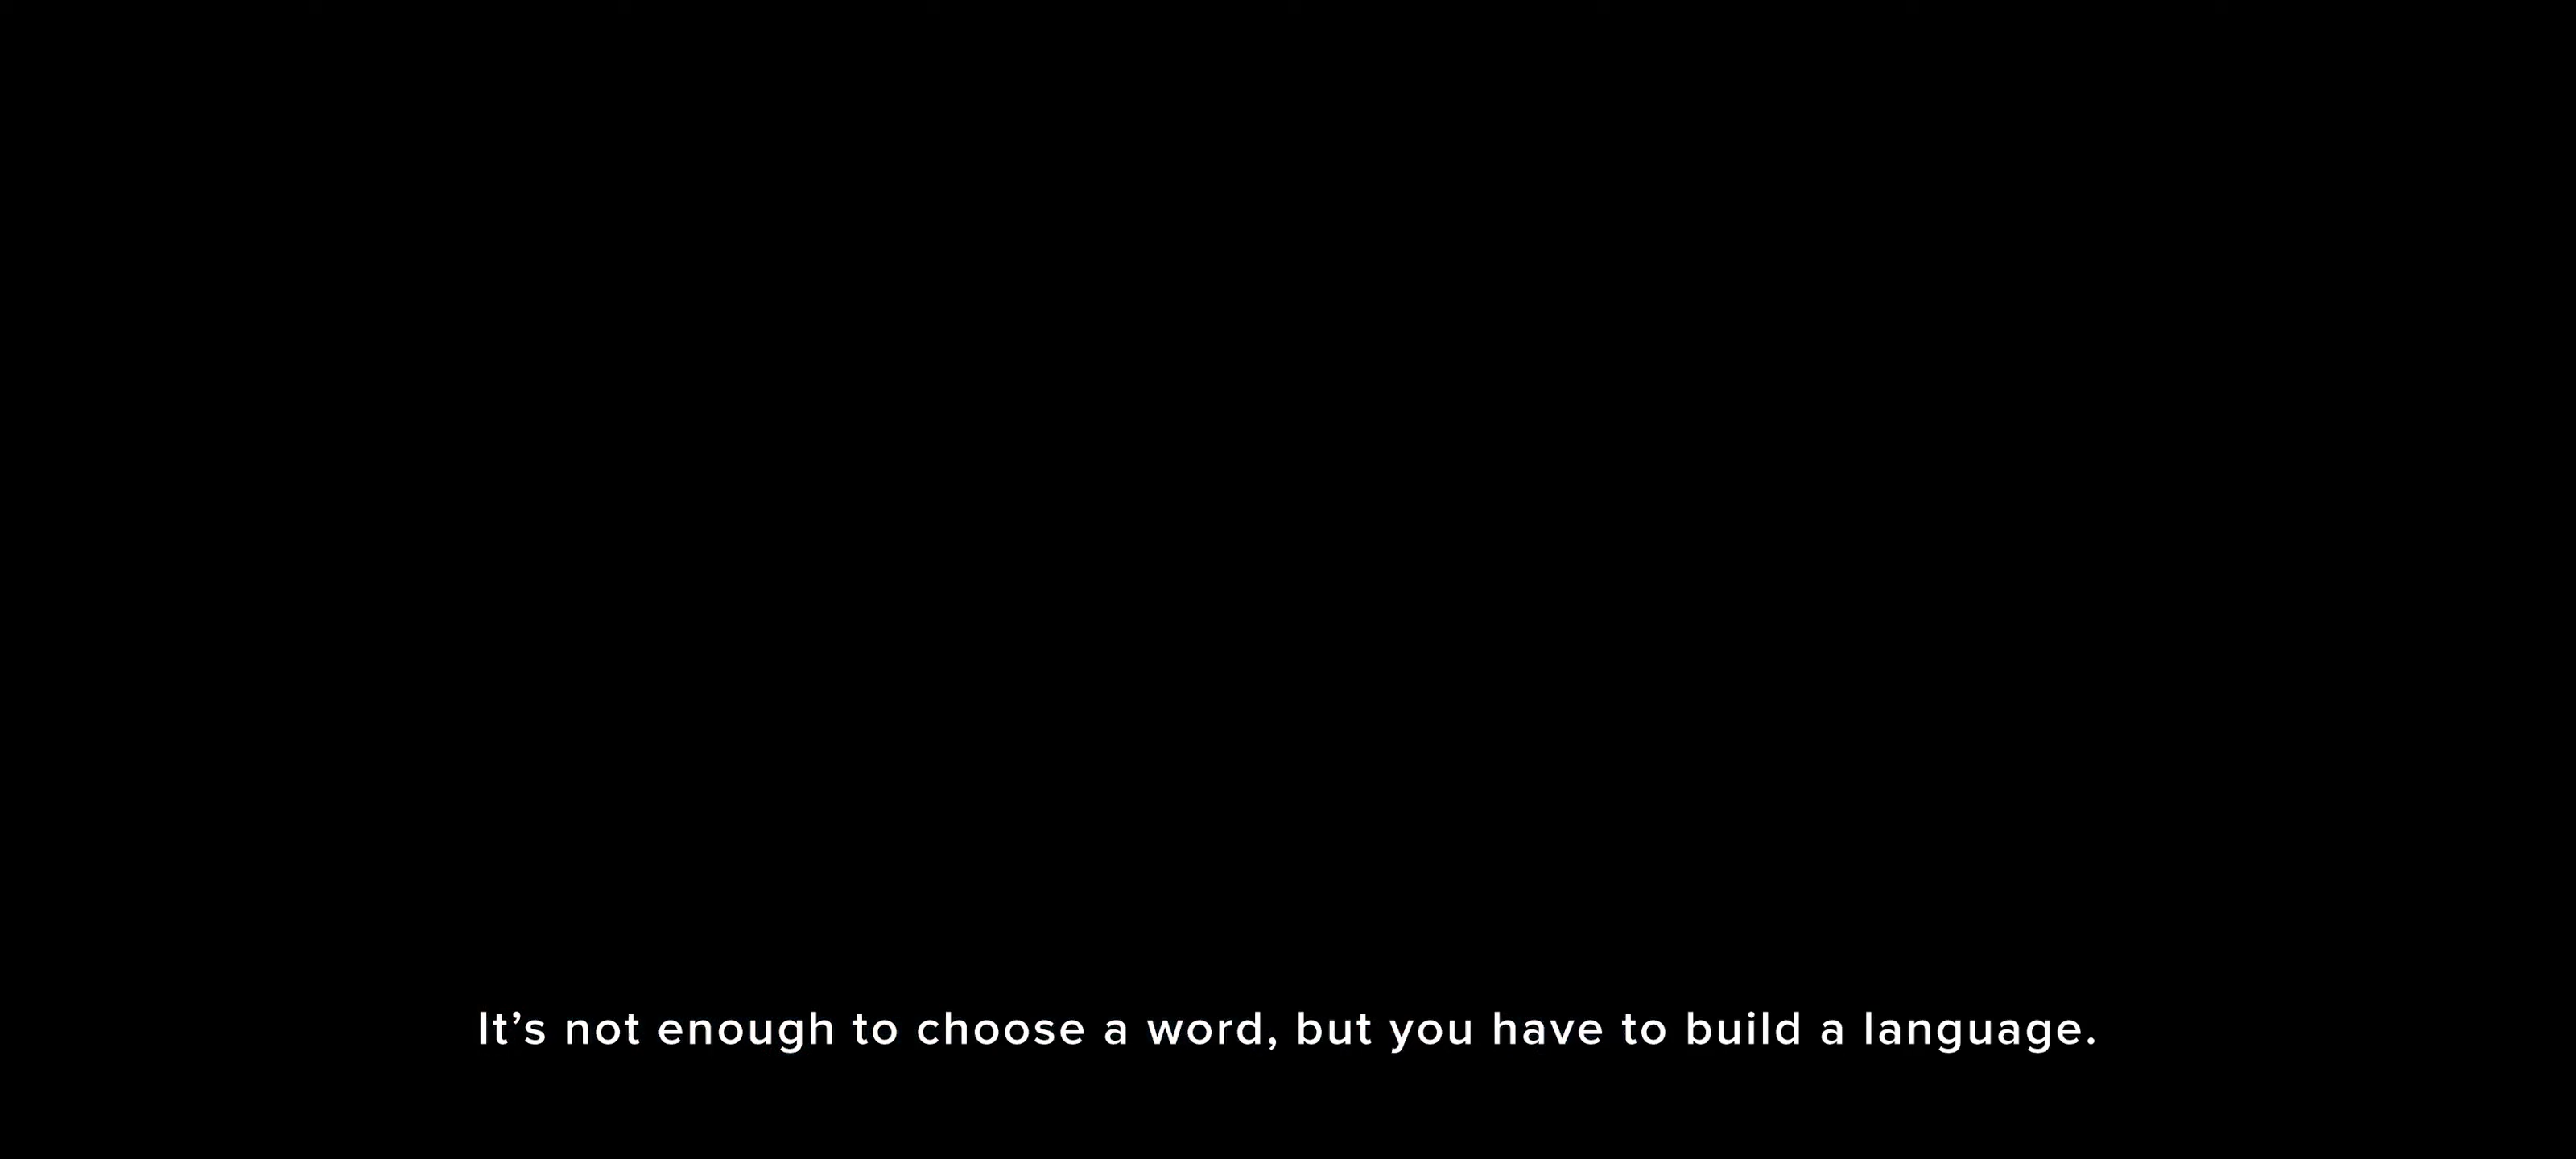 It’s not enough to choose a word, but you have to build a language.